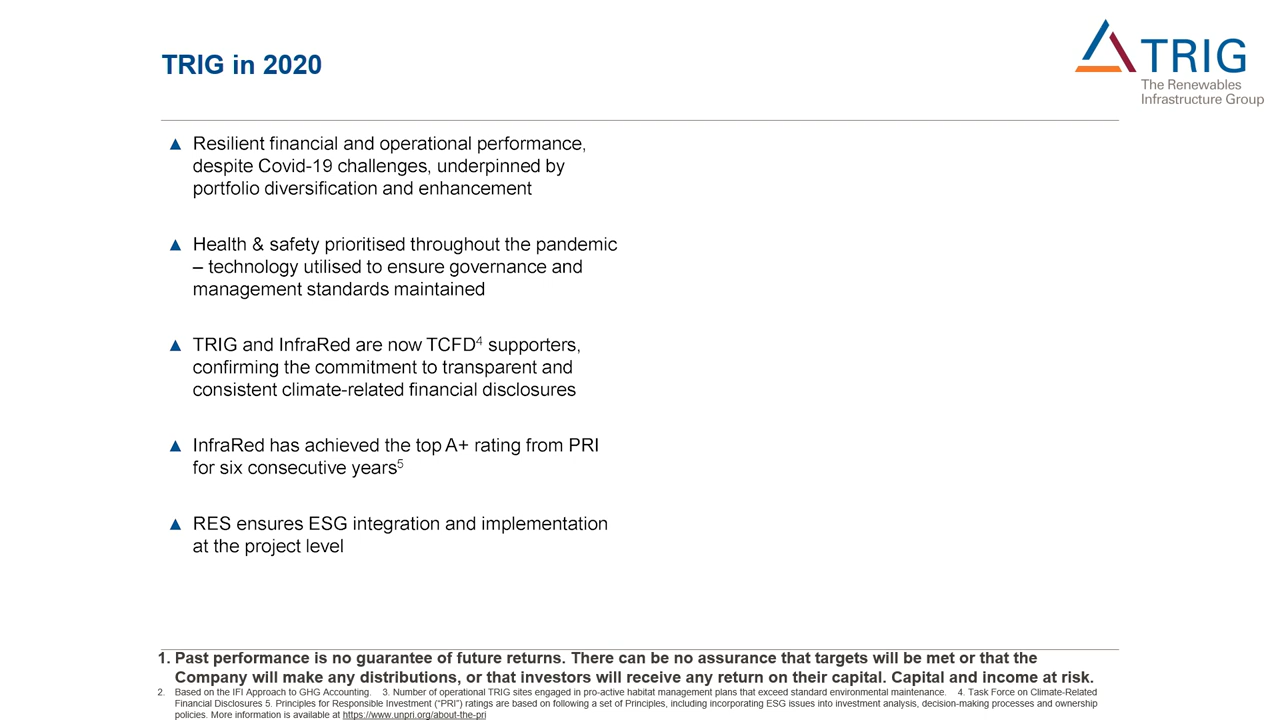 TRIG in 2020
TRIG
The Renewables
Infrastructure Group
▲ Resilient financial and operational performance,
despite Covid-19 challenges, underpinned by
portfolio diversification and enhancement
▲ Health & safety prioritised throughout the pandemic
– technology utilised to ensure governance and
management standards maintained
▲ TRIG and InfraRed are now TCFD4 supporters,
confirming the commitment to transparent and
consistent climate-related financial disclosures
▲ InfraRed has achieved the top A+ rating from PRI
for six consecutive years5
▲ RES ensures ESG integration and implementation
at the project level
1. Past performance is no guarantee of future returns. There can be no assurance that targets will be met or that the
Company will make any distributions, or that investors will receive any return on their capital. Capital and income at risk.
2. Based on the IFI Approach to GHG Accounting. 3. Number of operational TRIG sites engaged in pro-active habitat management plans that exceed standard environmental maintenance. 4. Task Force on Climate-Related
Financial Disclosures 5. Principles for Responsible Investment ("PRI") ratings are based on following a set of Principles, including incorporating ESG issues into investment analysis, decision-making processes and ownership
policies. More information is available at https://www.unpri.org/about-the-pri